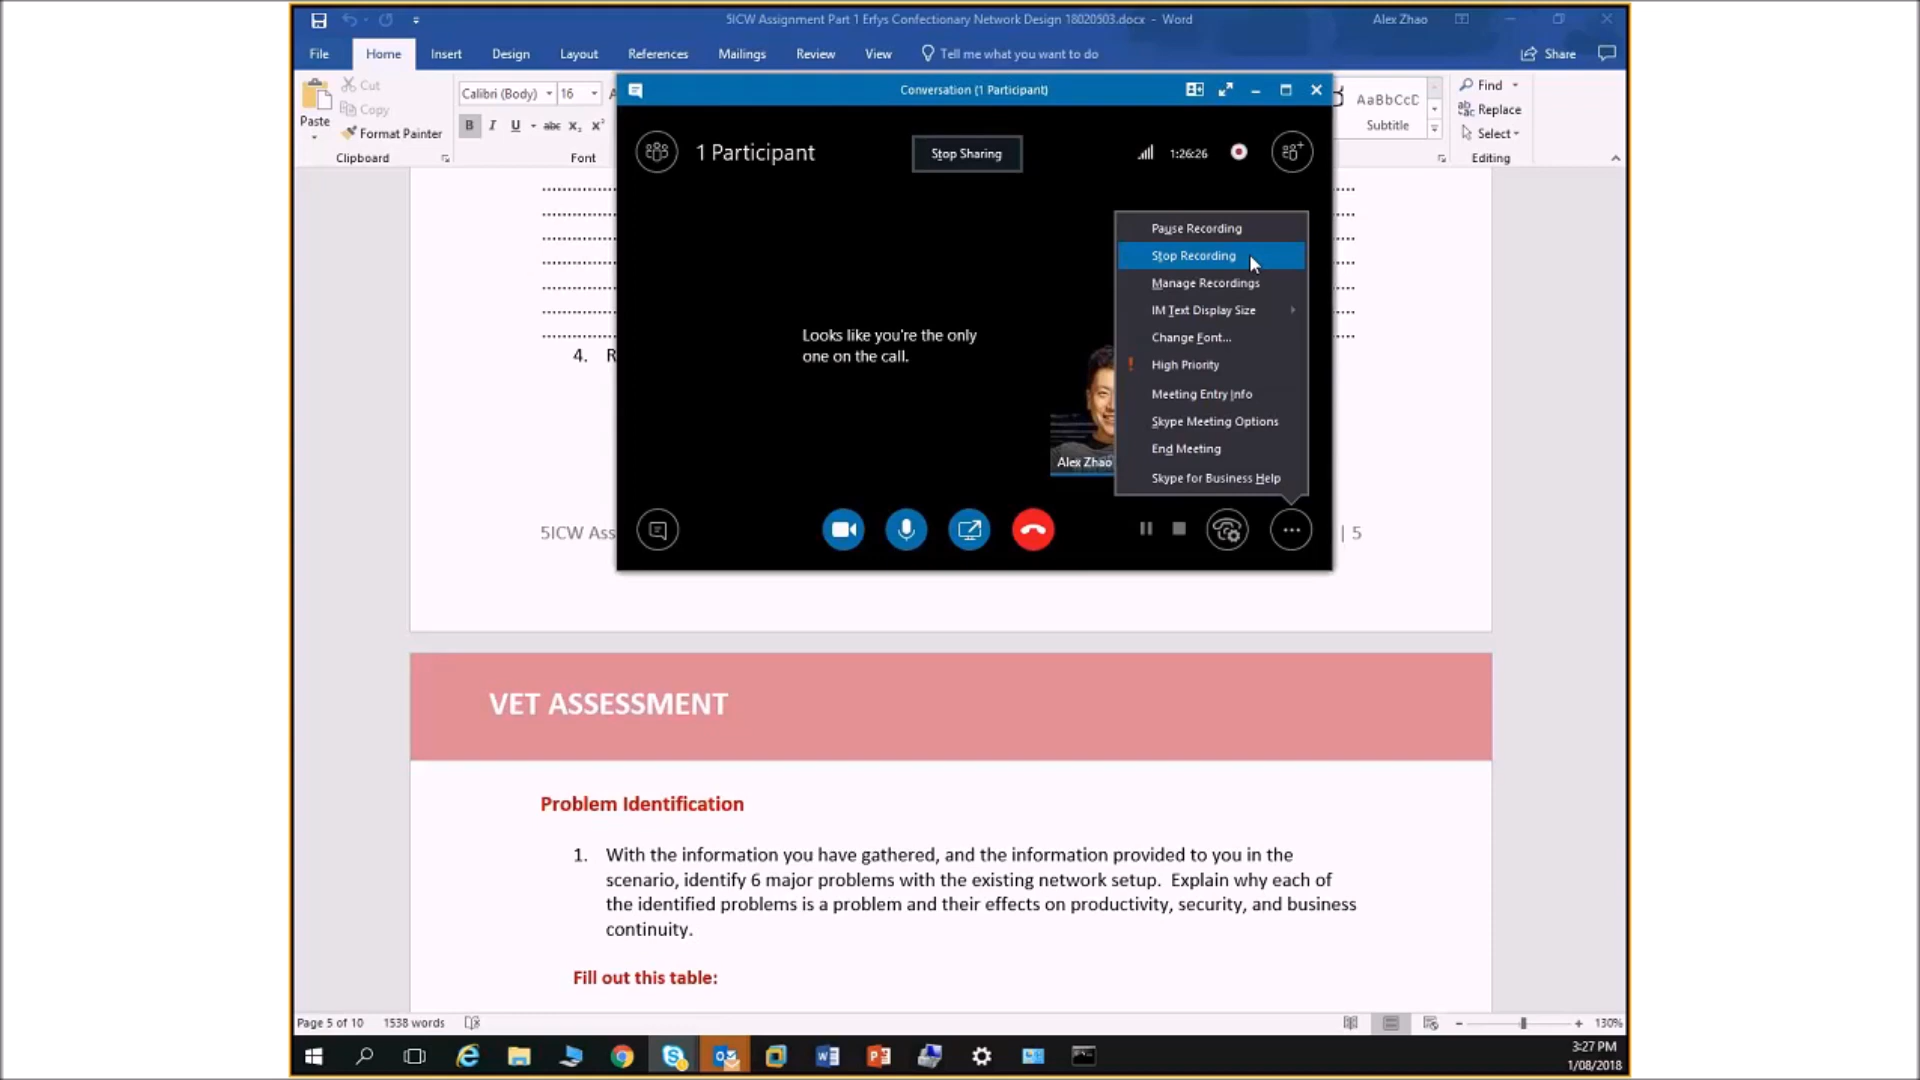 5ICW Assignment Part 1 Erfys Confectionary Network Design 18020503.docx - Word
Alex Zhao
File Home Insert Design Layout References Mailings Review View Tell me what you want to do
Share
Paste
Cut
Copy
Format Painter
Clipboard
Calibri (Body) 16
B I U abc X₂ X²
Font
AaBbCcD
Subtitle
Find
Replace
Select
Editing
Conversation (1 Participant)
1 Participant
Stop Sharing
1:26:26
Pause Recording
Stop Recording
Manage Recordings
IM Text Display Size
Change Font...
High Priority
Meeting Entry Info
Skype Meeting Options
End Meeting
Skype for Business Help
Looks like you're the only
one on the call.
Alex Zhao
4. R
5ICW Ass
| 5
VET ASSESSMENT
Problem Identification
1. With the information you have gathered, and the information provided to you in the
scenario, identify 6 major problems with the existing network setup. Explain why each of
the identified problems is a problem and their effects on productivity, security, and business
continuity.
Fill out this table:
Page 5 of 10 1538 words
130%
3:27 PM
1/08/2018